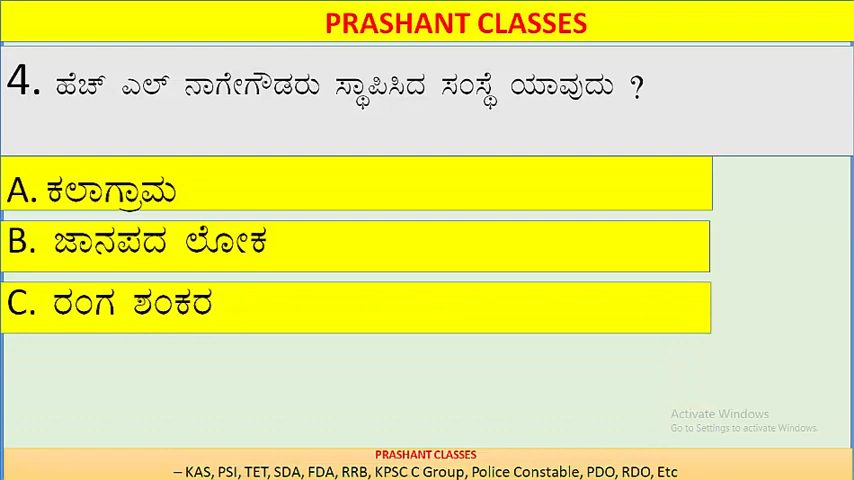 PRASHANT CLASSES
4. ಹೆಚ್ ಎಲ್ ನಾಗೇಗೌಡರು ಸ್ಥಾಪಿಸಿದ ಸಂಸ್ಥೆ ಯಾವುದು ?
A. ಕಲಾಗ್ರಾಮ
B. ಜಾನಪದ ಲೋಕ
C. ರಂಗ ಶಂಕರ
Activate Windows
Go to Settings to activate Windows.
PRASHANT CLASSES
– KAS, PSI, TET, SDA, FDA, RRB, KPSC C Group, Police Constable, PDO, RDO, Etc